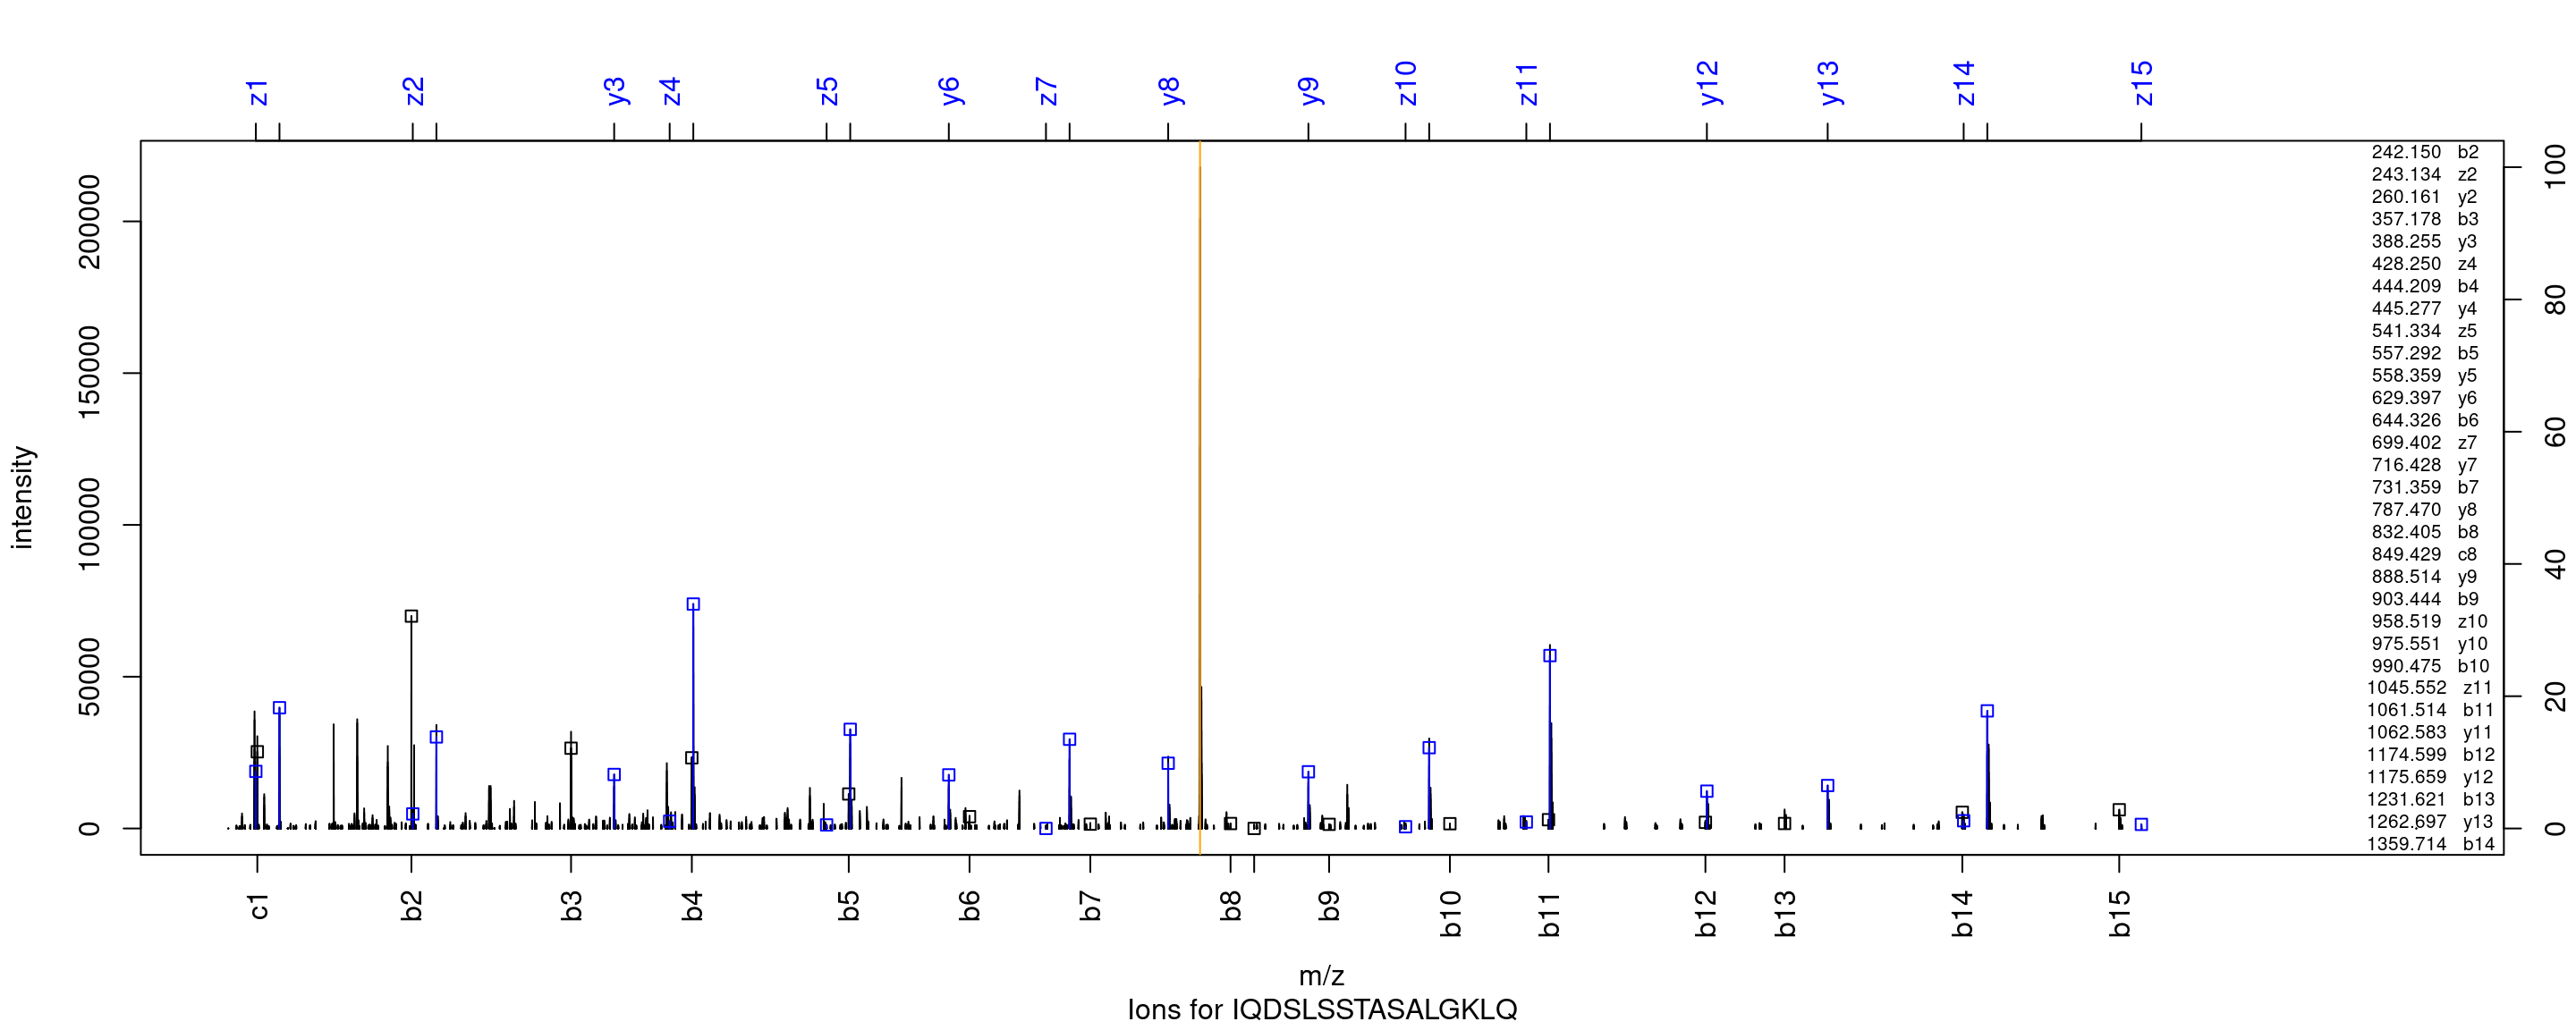 z1 z2 y3 z4 z5 y6 z7 y8 y9 z10 z11 y12 y13 z14 z15
intensity
200000
150000
100000
50000
0
100
80
60
40
20
0
242.150 b2
243.134 z2
260.161 y2
357.178 b3
388.255 y3
428.250 z4
444.209 b4
445.277 y4
541.334 z5
557.292 b5
558.359 y5
629.397 y6
644.326 b6
699.402 z7
716.428 y7
731.359 b7
787.470 y8
832.405 b8
849.429 c8
888.514 y9
903.444 b9
958.519 z10
975.551 y10
990.475 b10
1045.552 z11
1061.514 b11
1062.583 y11
1174.599 b12
1175.659 y12
1231.621 b13
1262.697 y13
1359.714 b14
c1 b2 b3 b4 b5 b6 b7 b8 b9 b10 b11 b12 b13 b14 b15
m/z
Ions for IQDSLSSTASALGKLQ